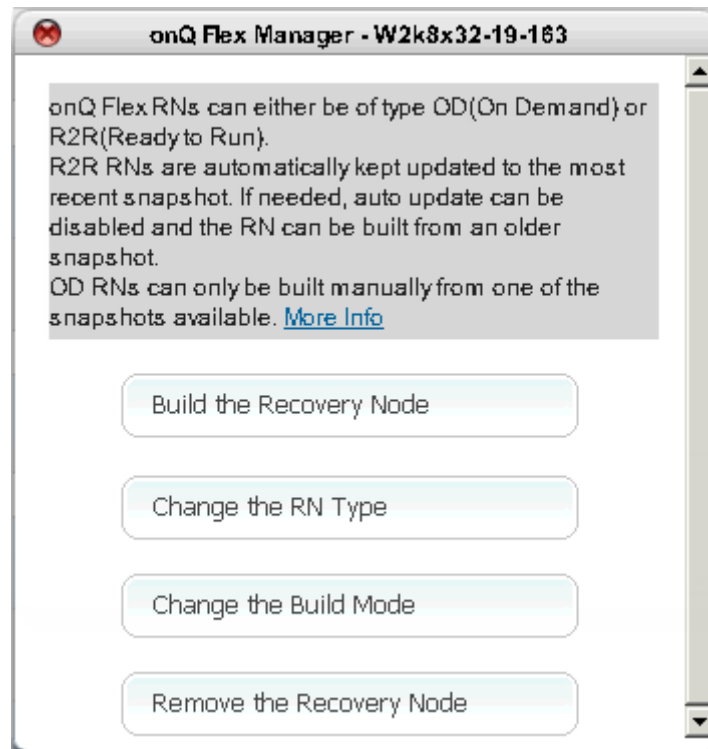 onQ Flex Manager - W2k8x32-19-163
onQ Flex RNs can either be of type OD(On Demand) or
R2R(Ready to Run).
R2R RNs are automatically kept updated to the most
recent snapshot. If needed, auto update can be
disabled and the RN can be built from an older
snapshot.
OD RNs can only be built manually from one of the
snapshots available. More Info
Build the Recovery Node
Change the RN Type
Change the Build Mode
Remove the Recovery Node